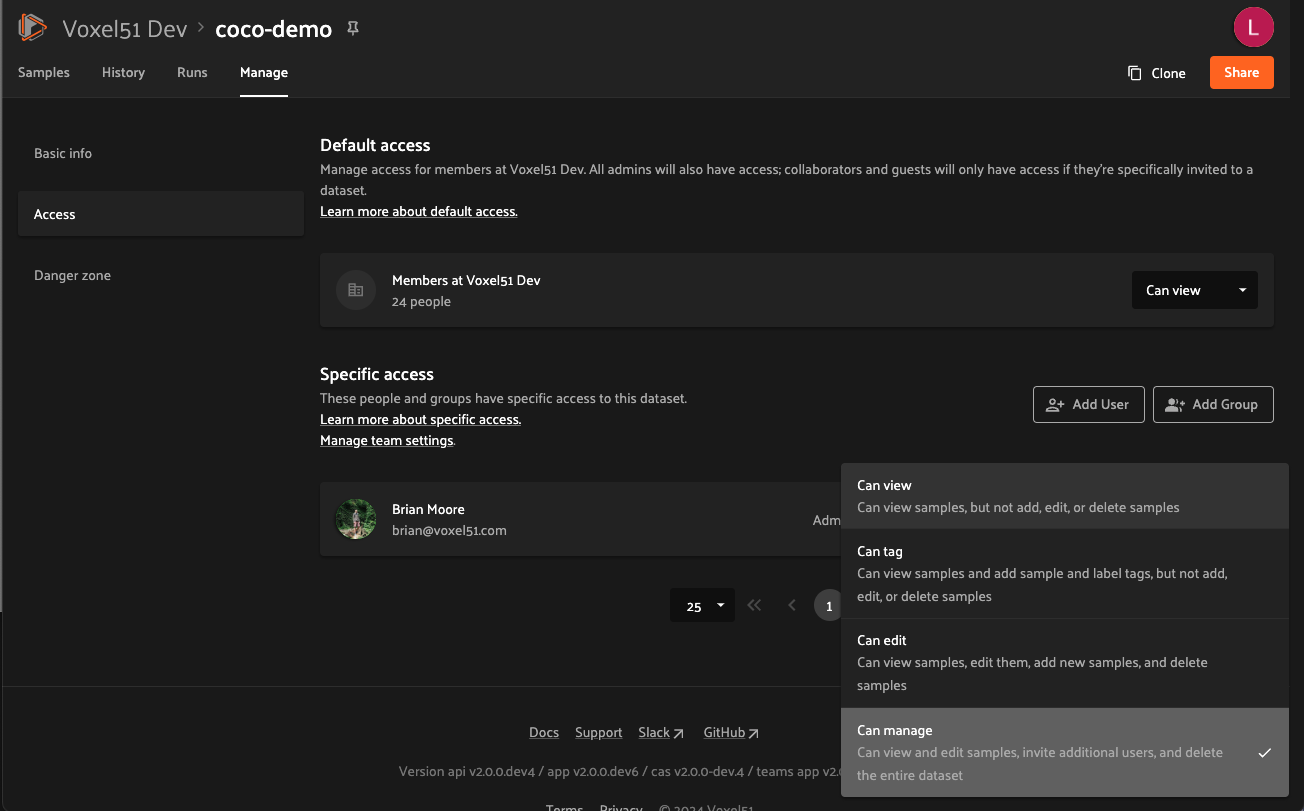 Voxel51 Dev > coco-demo
L
Samples
History
Runs
Manage
Clone
Share
Basic info
Access
Danger zone
Default access
Manage access for members at Voxel51 Dev. All admins will also have access; collaborators and guests will only have access if they're specifically invited to a
dataset.
Learn more about default access.
Members at Voxel51 Dev
24 people
Can view
Specific access
These people and groups have specific access to this dataset.
Learn more about specific access.
Manage team settings.
Add User
Add Group
Brian Moore
brian@voxel51.com
Adm
25
1
Can view
Can view samples, but not add, edit, or delete samples
Can tag
Can view samples and add sample and label tags, but not add,
edit, or delete samples
Can edit
Can view samples, edit them, add new samples, and delete
samples
Can manage
Can view and edit samples, invite additional users, and delete
the entire dataset
Docs
Support
Slack
GitHub
Version api v2.0.0.dev4 / app v2.0.0.dev6 / cas v2.0.0-dev.4 / teams app v2.
Terms
Privacy
© 2024 Voxel51